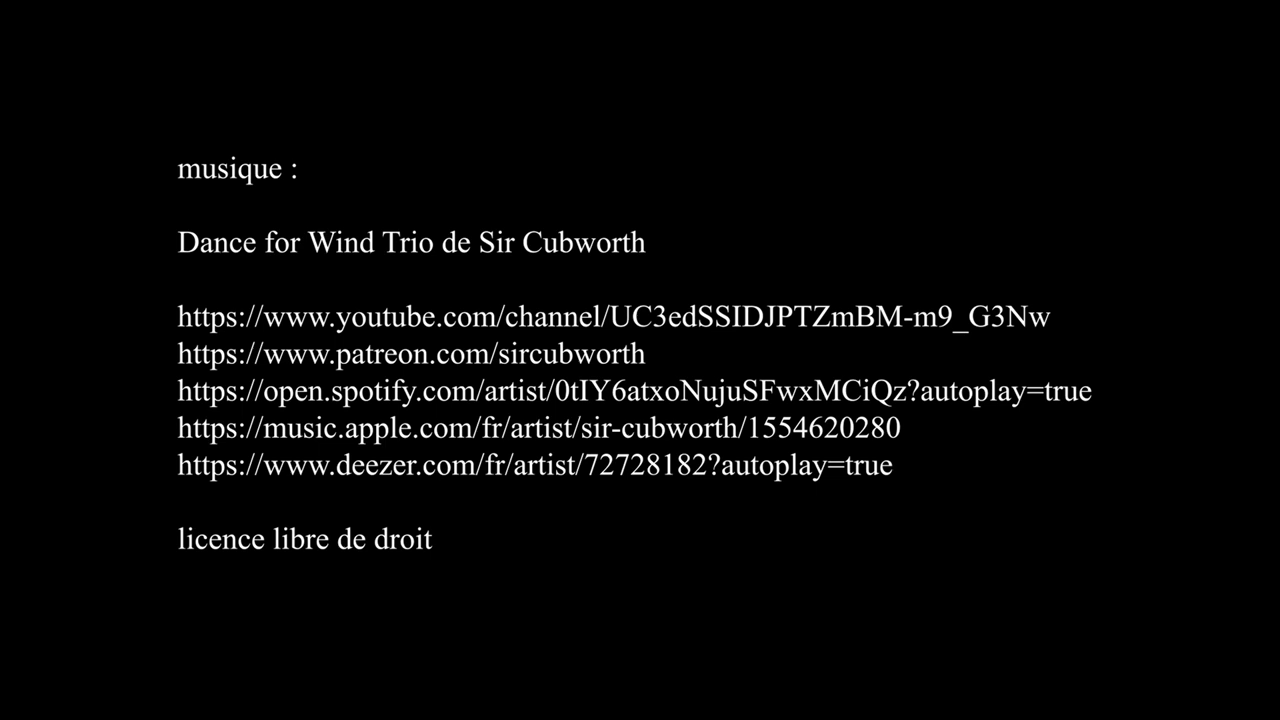 musique :
Dance for Wind Trio de Sir Cubworth
https://www.youtube.com/channel/UC3edSSIDJPTZmBM-m9_G3Nw
https://www.patreon.com/sircubworth
https://open.spotify.com/artist/0tIY6atxoNujuSFwxMCiQz?autoplay=true
https://music.apple.com/fr/artist/sir-cubworth/1554620280
https://www.deezer.com/fr/artist/72728182?autoplay=true
licence libre de droit